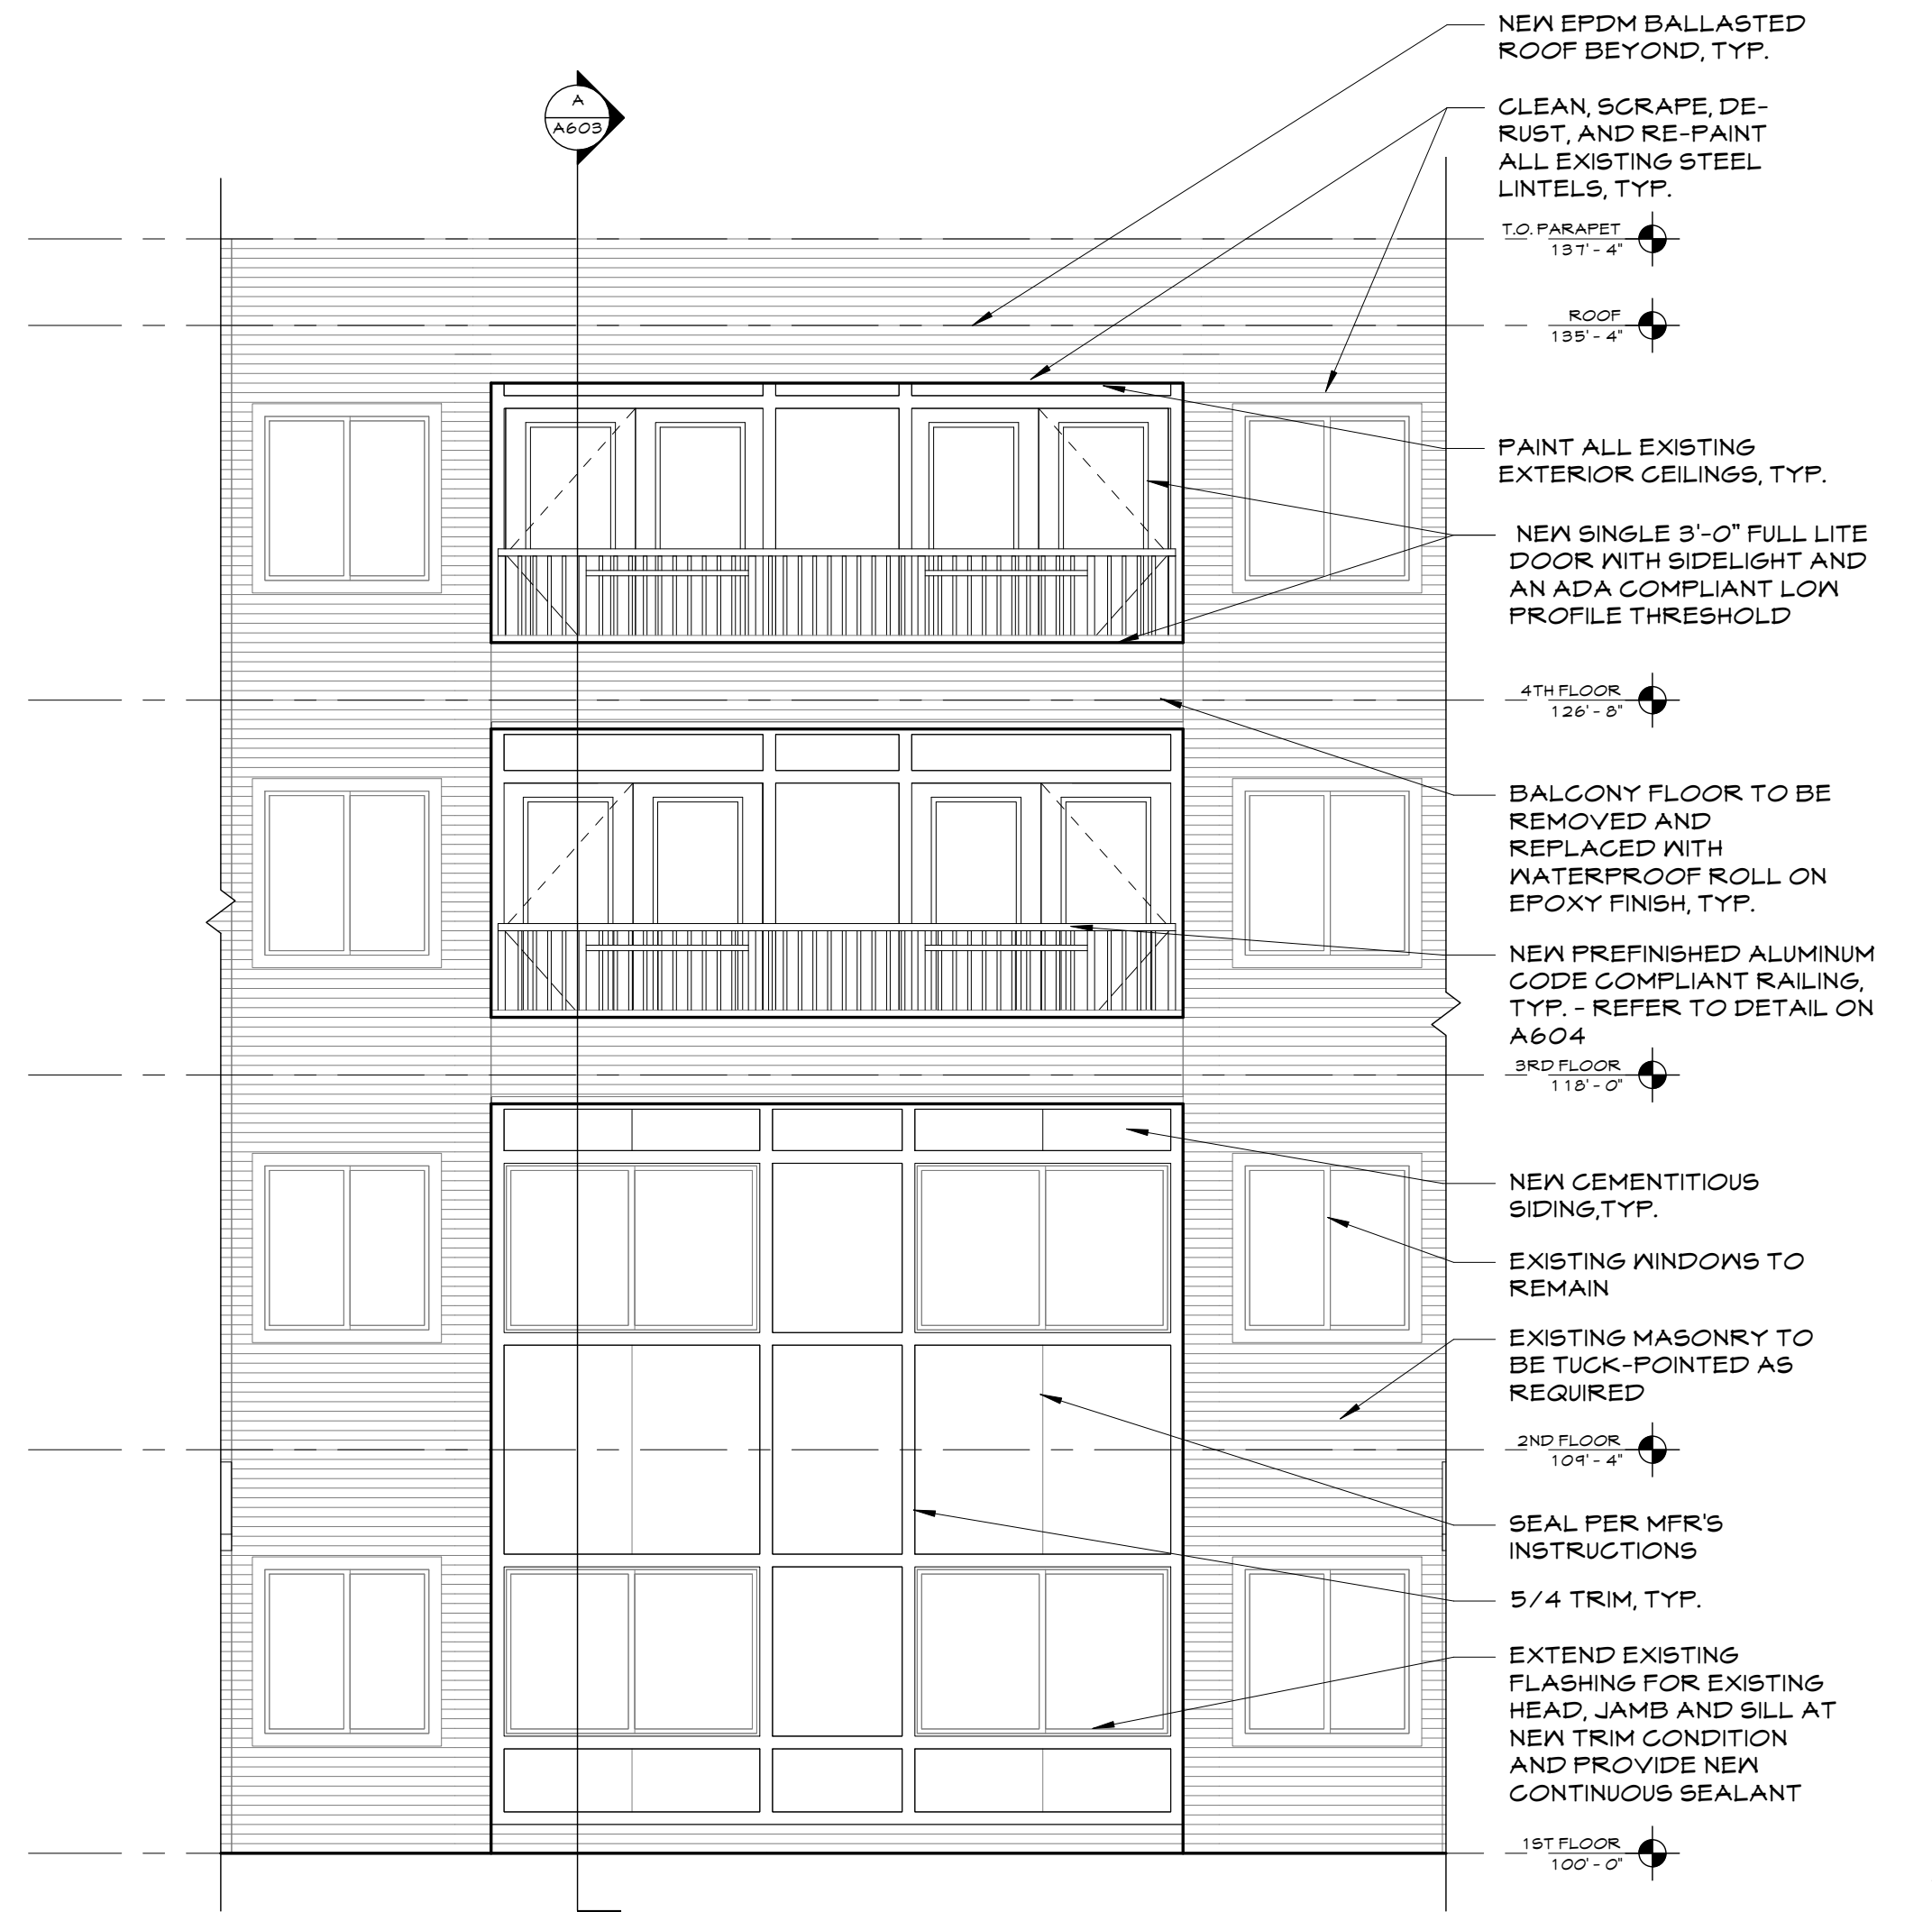 NEW EPDM BALLASTED
ROOF BEYOND, TYP.
A
A603
CLEAN, SCRAPE, DE-
RUST, AND RE-PAINT
ALL EXISTING STEEL
LINTELS, TYP.
T.O. PARAPET
137' - 4"
ROOF
135' - 4"
PAINT ALL EXISTING
EXTERIOR CEILINGS, TYP.
NEW SINGLE 3'-0" FULL LITE
DOOR WITH SIDELIGHT AND
AN ADA COMPLIANT LOW
PROFILE THRESHOLD
4TH FLOOR
126' - 8"
BALCONY FLOOR TO BE
REMOVED AND
REPLACED WITH
WATERPROOF ROLL ON
EPOXY FINISH, TYP.
NEW PREFINISHED ALUMINUM
CODE COMPLIANT RAILING,
TYP. - REFER TO DETAIL ON
A604
3RD FLOOR
118' - 0"
NEW CEMENTITIOUS
SIDING,TYP.
EXISTING WINDOWS TO
REMAIN
EXISTING MASONRY TO
BE TUCK-POINTED AS
REQUIRED
2ND FLOOR
109' - 4"
SEAL PER MFR'S
INSTRUCTIONS
5/4 TRIM, TYP.
EXTEND EXISTING
FLASHING FOR EXISTING
HEAD, JAMB AND SILL AT
NEW TRIM CONDITION
AND PROVIDE NEW
CONTINUOUS SEALANT
1ST FLOOR
100' - 0"